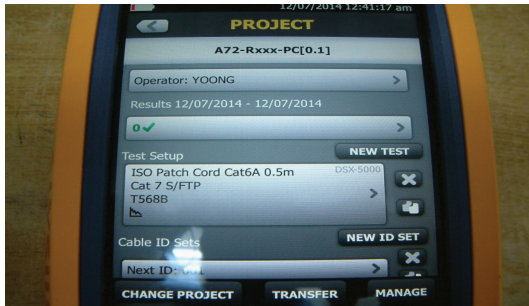 12/07/2014 12:41:17 am
PROJECT
A72-Rxxx-PC[0.1]
Operator: YOONG
Results 12/07/2014 - 12/07/2014
0
NEW TEST
Test Setup
ISO Patch Cord Cat6A 0.5m
DSX-5000
Cat 7 S/FTP
T568B
NEW ID SET
Cable ID Sets
Next ID:
CHANGE PROJECT
TRANSFER
MANAGE